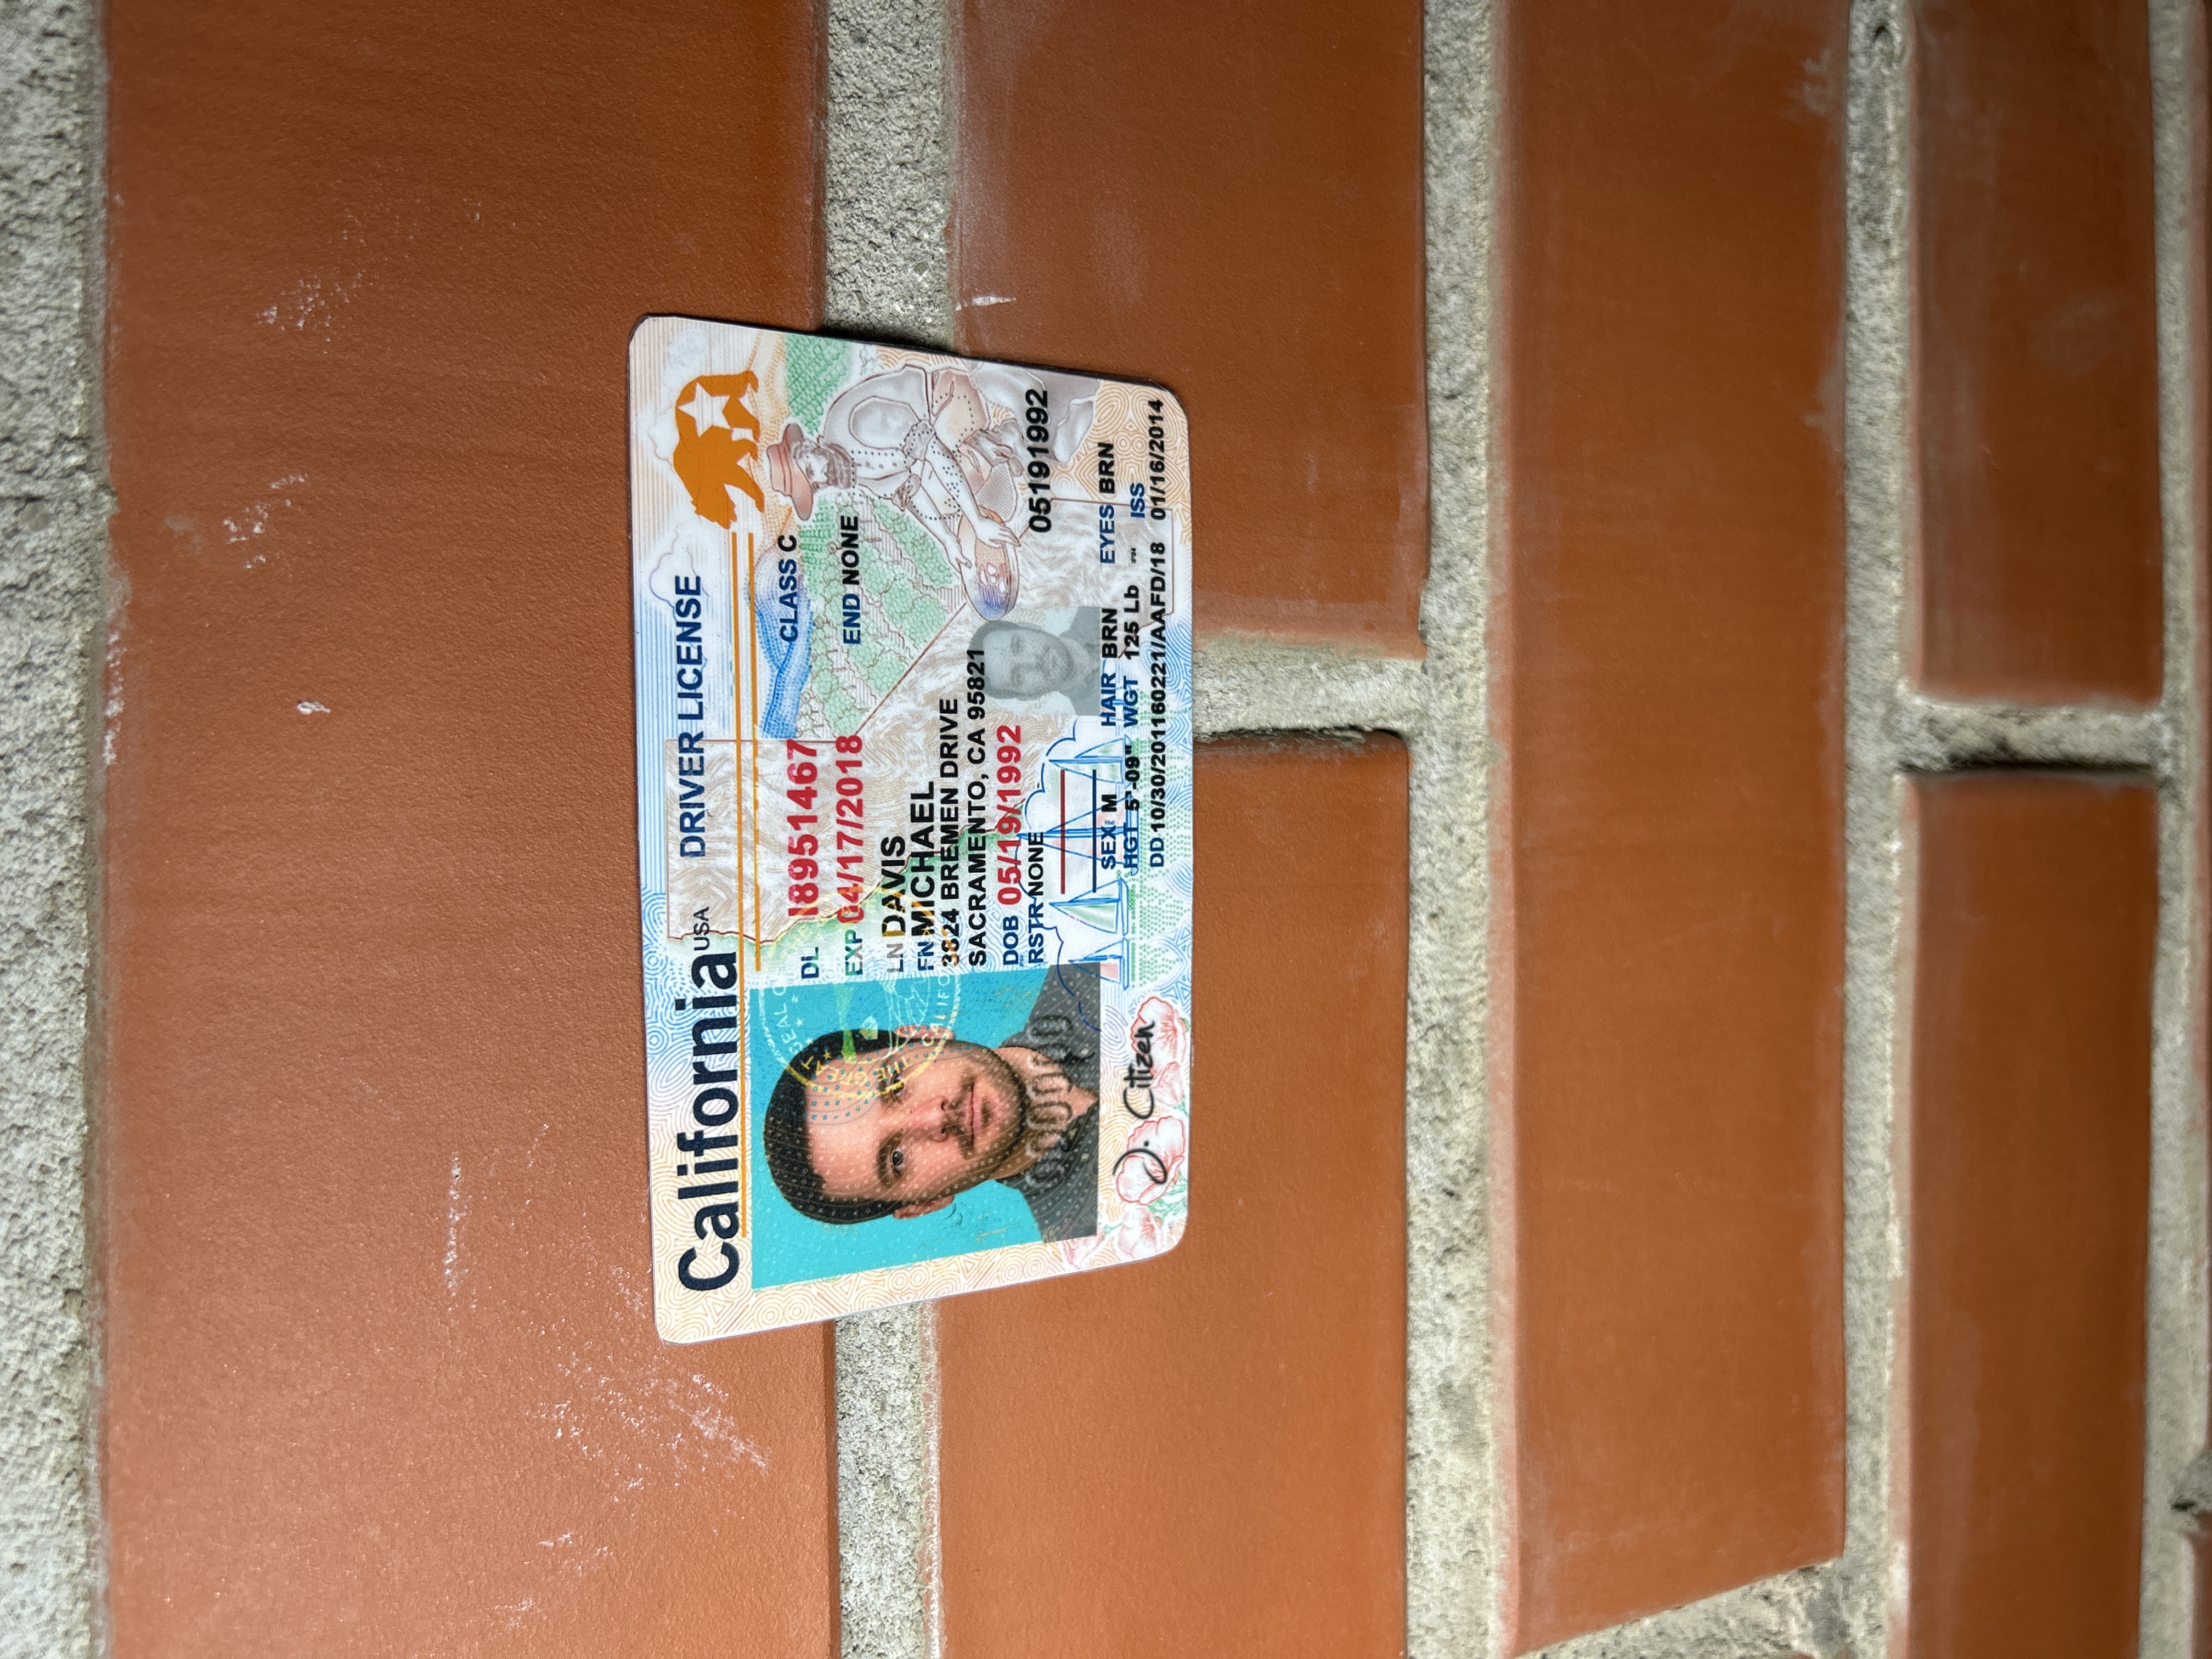 California USA DRIVER LICENSE
DL I8951467 CLASS C
EXP 04/17/2018 END NONE
LN DAVIS
FN MICHAEL
3824 BREMEN DRIVE
SACRAMENTO, CA 95821
DOB 05/19/1992
RSTR NONE 05191992
SEX M HAIR BRN EYES BRN
HGT 5'-09" WGT 125 Lb ISS
DD 10/30/201160221/AAFD/18 01/16/2014
J. Citizen